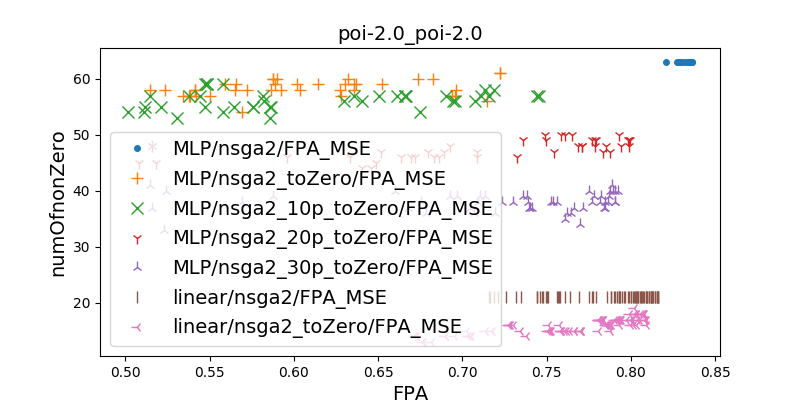 poi-2.0_poi-2.0
numOfnonZero
60
50
40
30
20
MLP/nsga2/FPA_MSE
MLP/nsga2_toZero/FPA_MSE
MLP/nsga2_10p_toZero/FPA_MSE
MLP/nsga2_20p_toZero/FPA_MSE
MLP/nsga2_30p_toZero/FPA_MSE
linear/nsga2/FPA_MSE
linear/nsga2_toZero/FPA_MSE
0.50 0.55 0.60 0.65 0.70 0.75 0.80 0.85
FPA